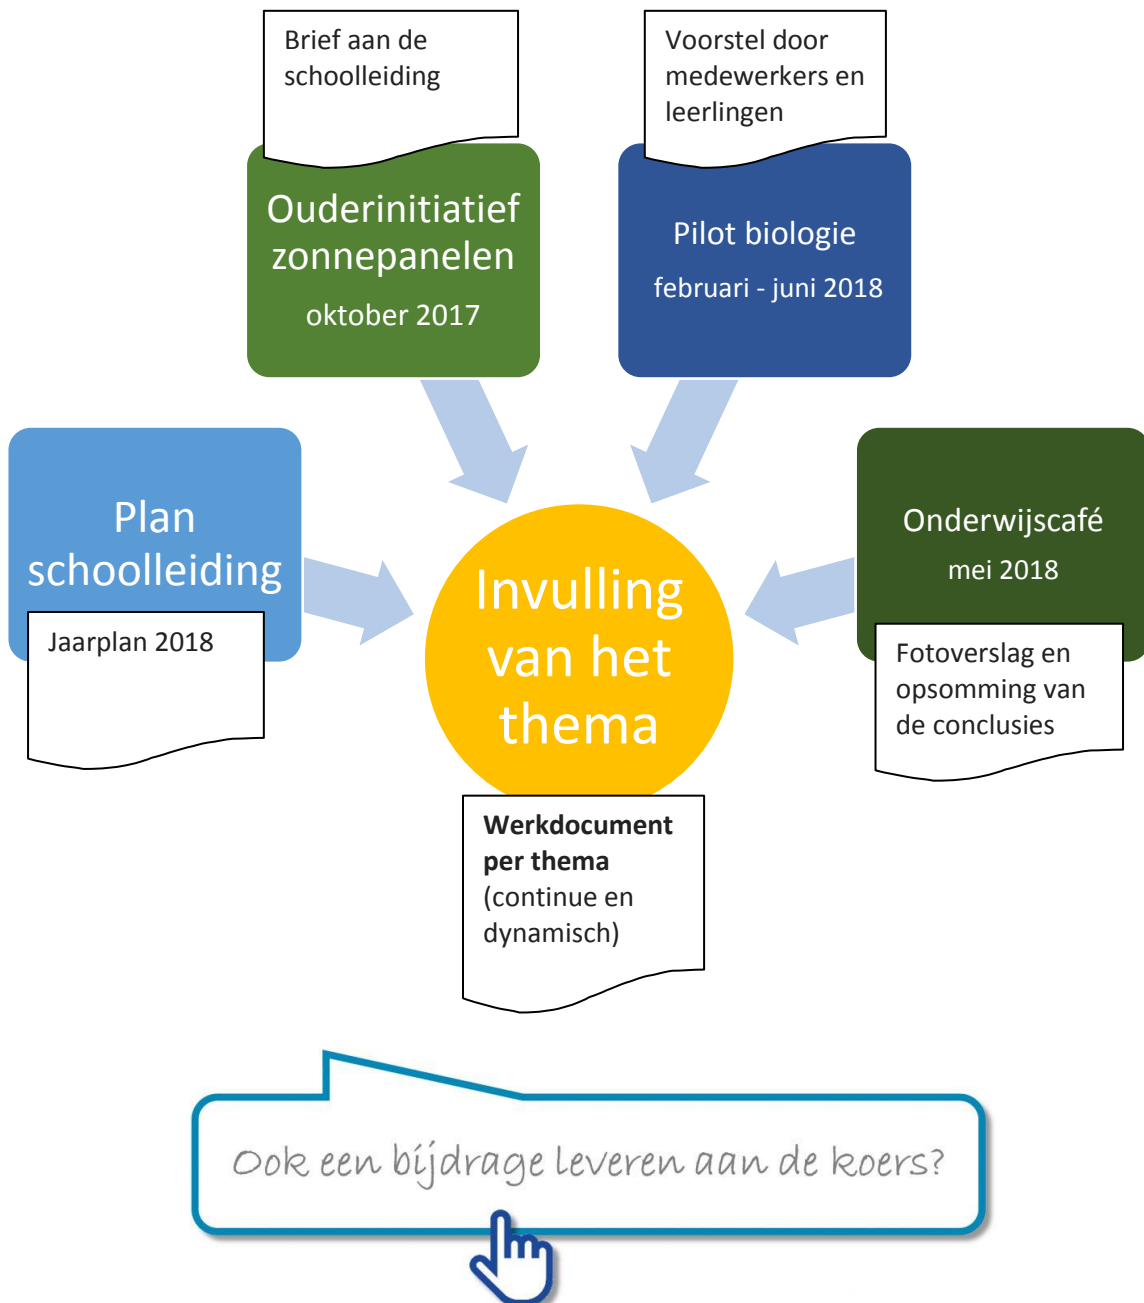 Brief aan de
schoolleiding
Voorstel door
medewerkers en
leerlingen
Ouderinitiatief
zonnepanelen
oktober 2017
Pilot biologie
februari - juni 2018
Plan
schoolleiding
Jaarplan 2018
Onderwijscafé
mei 2018
Fotoverslag en
opsomming van
de conclusies
Invulling
van het
thema
Werkdocument
per thema
(continue en
dynamisch)
Ook een bijdrage leveren aan de koers?